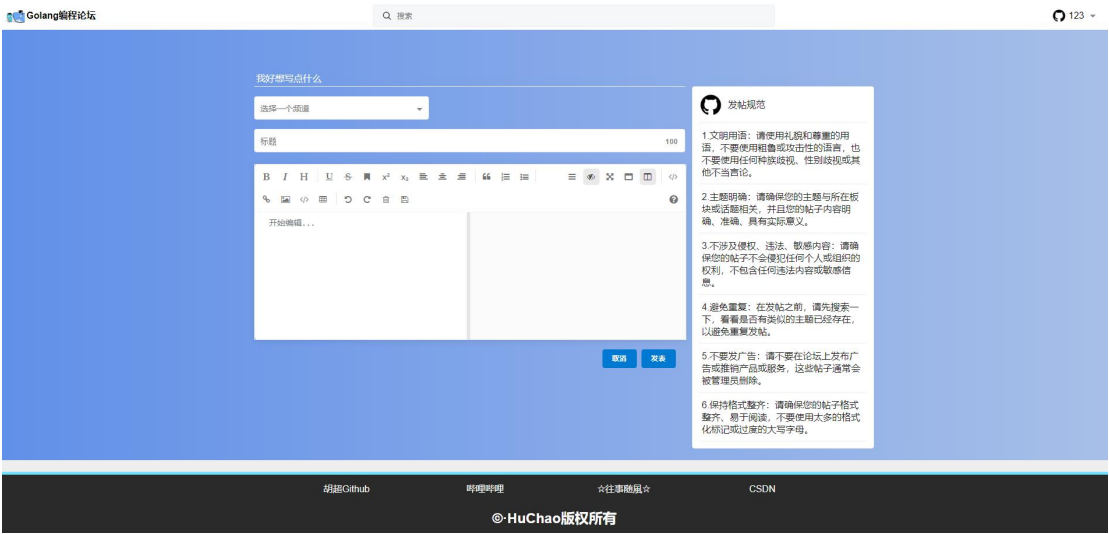 Golang编程论坛
搜索
123
我好想写点什么
选择一个频道
标题
100
B I H U S x² x₂
开始编辑...
取消 发表
发帖规范
1.文明用语：请使用礼貌和尊重的用
语，不要使用粗鲁或攻击性的语言，也
不要使用任何种族歧视、性别歧视或其
他不当言论。
2.主题明确：请确保您的主题与所在板
块或话题相关，并且您的帖子内容明
确、准确、具有实际意义。
3.不涉及侵权、违法、敏感内容：请确
保您的帖子不会侵犯任何个人或组织的
权利，不包含任何违法内容或敏感信
息。
4.避免重复：在发帖之前，请先搜索一
下，看看是否有类似的主题已经存在，
以避免重复发帖。
5.不要发广告：请不要在论坛上发布广
告或推销产品或服务，这些帖子通常会
被管理员删除。
6.保持格式整齐：请确保您的帖子格式
整齐、易于阅读，不要使用太多的格式
化标记或过度的大写字母。
胡超Github 哔哩哔哩 ☆往事随風☆ CSDN
©·HuChao版权所有